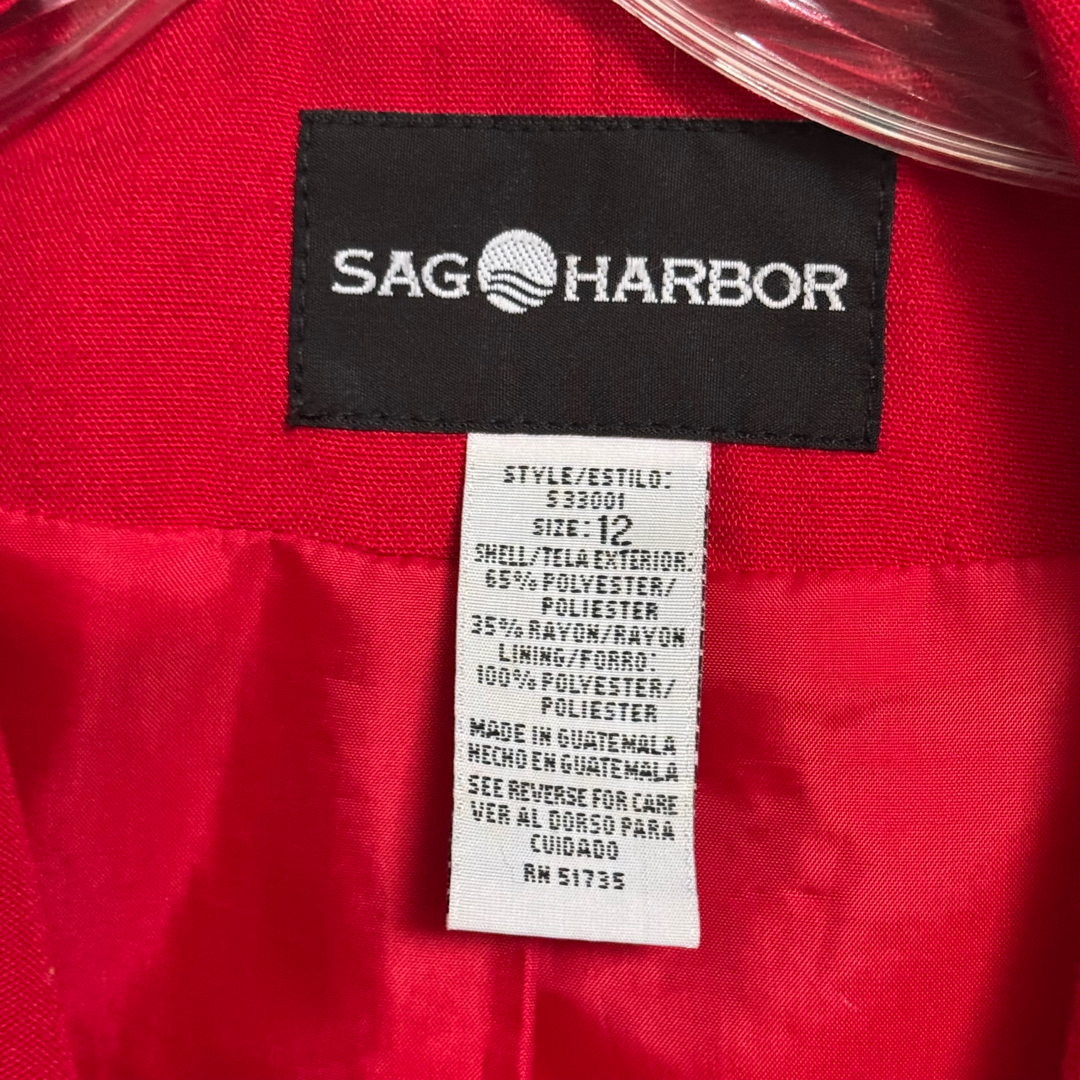 SAG HARBOR
STYLE/ESTILO:
S33001
SIZE: 12
SHELL/TELA EXTERIOR:
65% POLYESTER/
POLIESTER
35% RAYON/RAYON
LINING/FORRO:
100% POLYESTER/
POLIESTER
MADE IN GUATEMALA
HECHO EN GUATEMALA
SEE REVERSE FOR CARE
VER AL DORSO PARA
CUIDADO
RN 51735